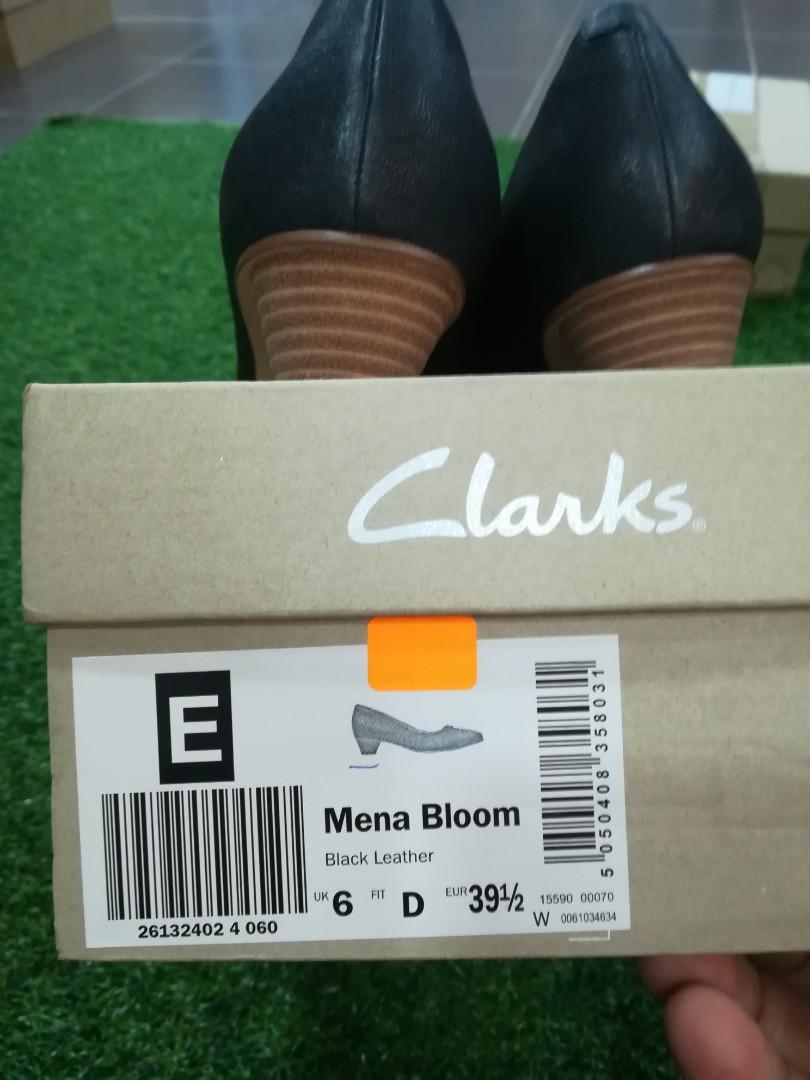 Clarks®
E
Mena Bloom
Black Leather
UK 6 FIT D EUR 39½
26132402 4 060
15590 00070
W 0061034634
5 050408 358031